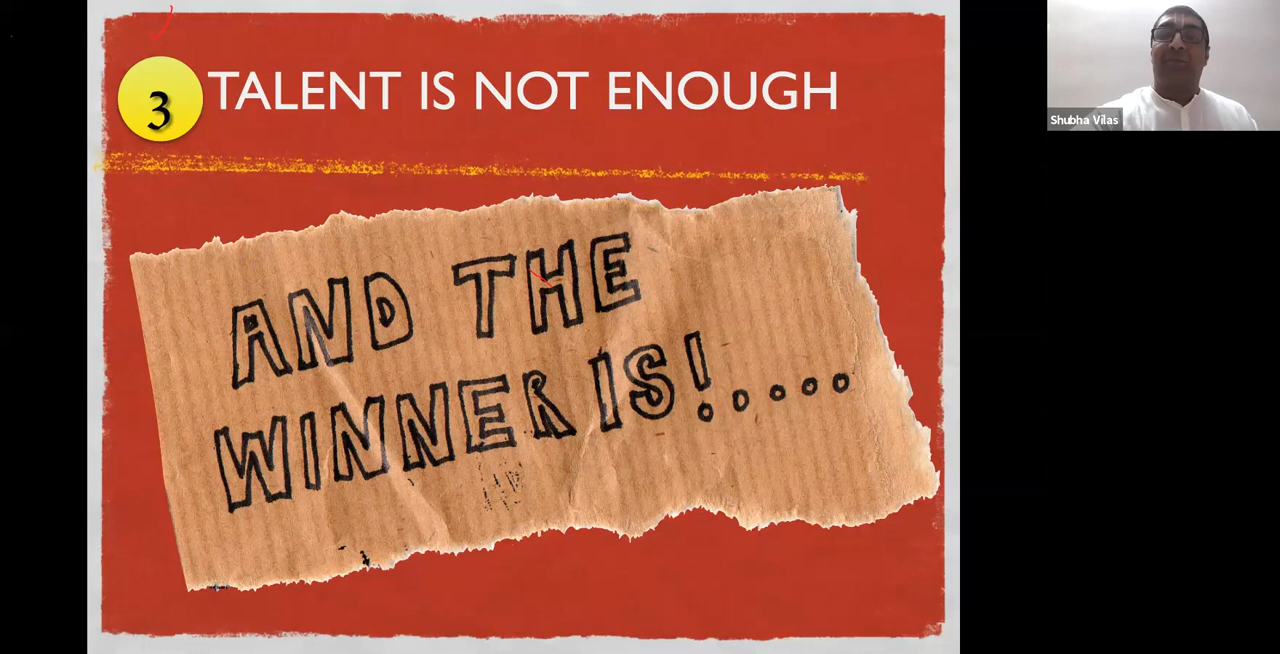 3 TALENT IS NOT ENOUGH
AND THE
WINNER IS!....
Shubha Vilas